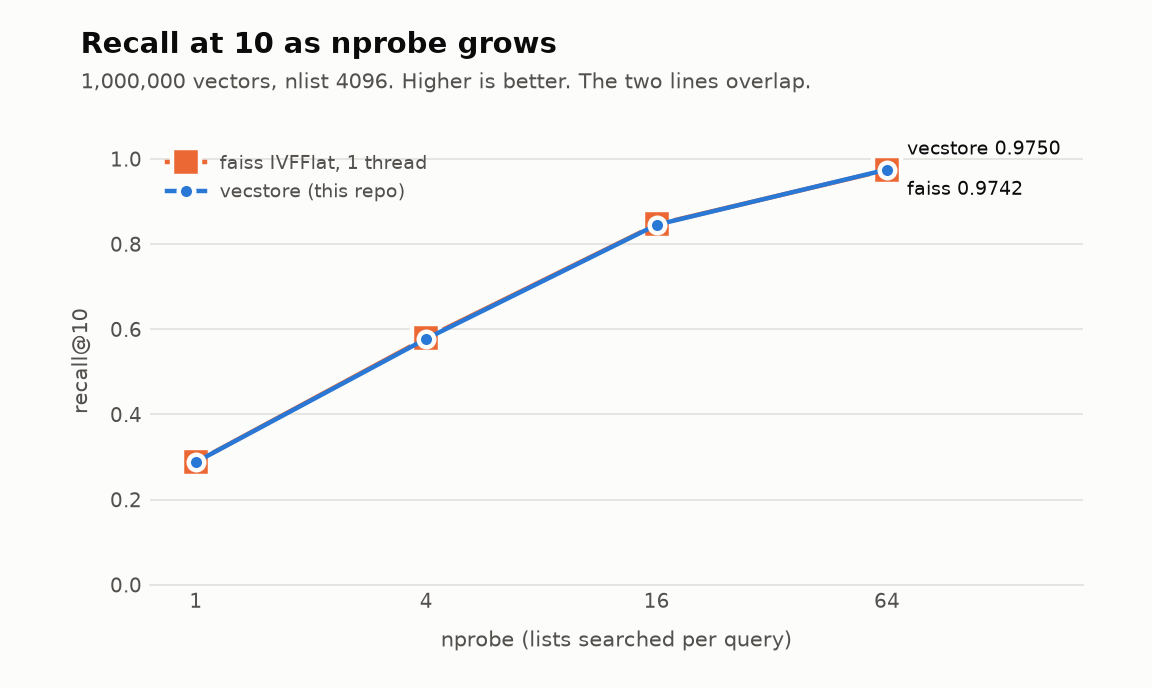 Recall at 10 as nprobe grows
1,000,000 vectors, nlist 4096. Higher is better. The two lines overlap.
faiss IVFFlat, 1 thread
vecstore (this repo)
vecstore 0.9750
faiss 0.9742
recall@10
1.0
0.8
0.6
0.4
0.2
0.0
1 4 16 64
nprobe (lists searched per query)